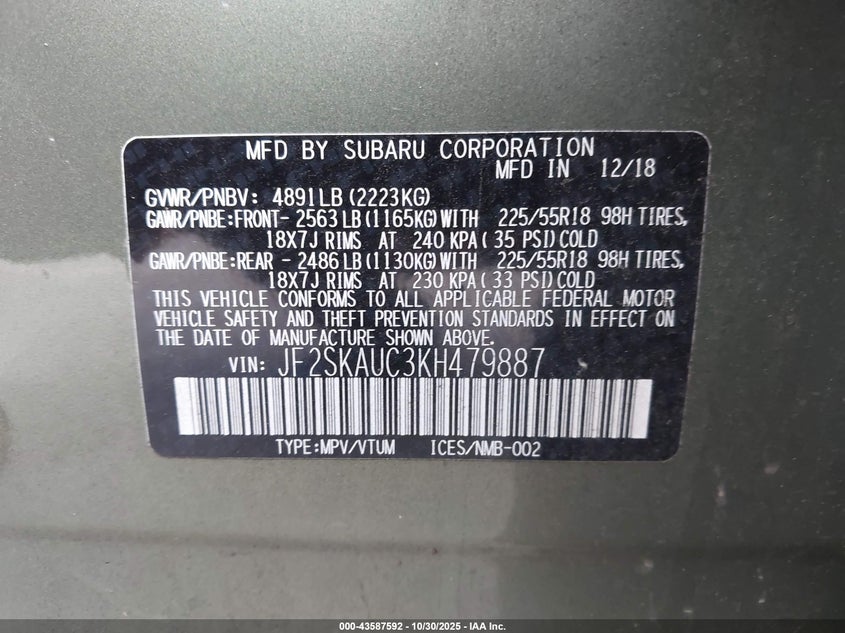 MFD BY SUBARU CORPORATION
MFD IN 12/18
GVWR/PNBV: 4891LB (2223KG)
GAWR/PNBE:FRONT- 2563 LB (1165KG) WITH 225/55R18 98H TIRES,
18X7J RIMS AT 240 KPA ( 35 PSI) COLD
GAWR/PNBE:REAR - 2486 LB (1130KG) WITH 225/55R18 98H TIRES,
18X7J RIMS AT 230 KPA ( 33 PSI) COLD
THIS VEHICLE CONFORMS TO ALL APPLICABLE FEDERAL MOTOR
VEHICLE SAFETY AND THEFT PREVENTION STANDARDS IN EFFECT ON
THE DATE OF MANUFACTURE SHOWN ABOVE.
VIN: JF2SKAUC3KH479887
TYPE:MPV/VTUM ICES/NMB-002
000-43587592 - 10/30/2025 - IAA Inc.